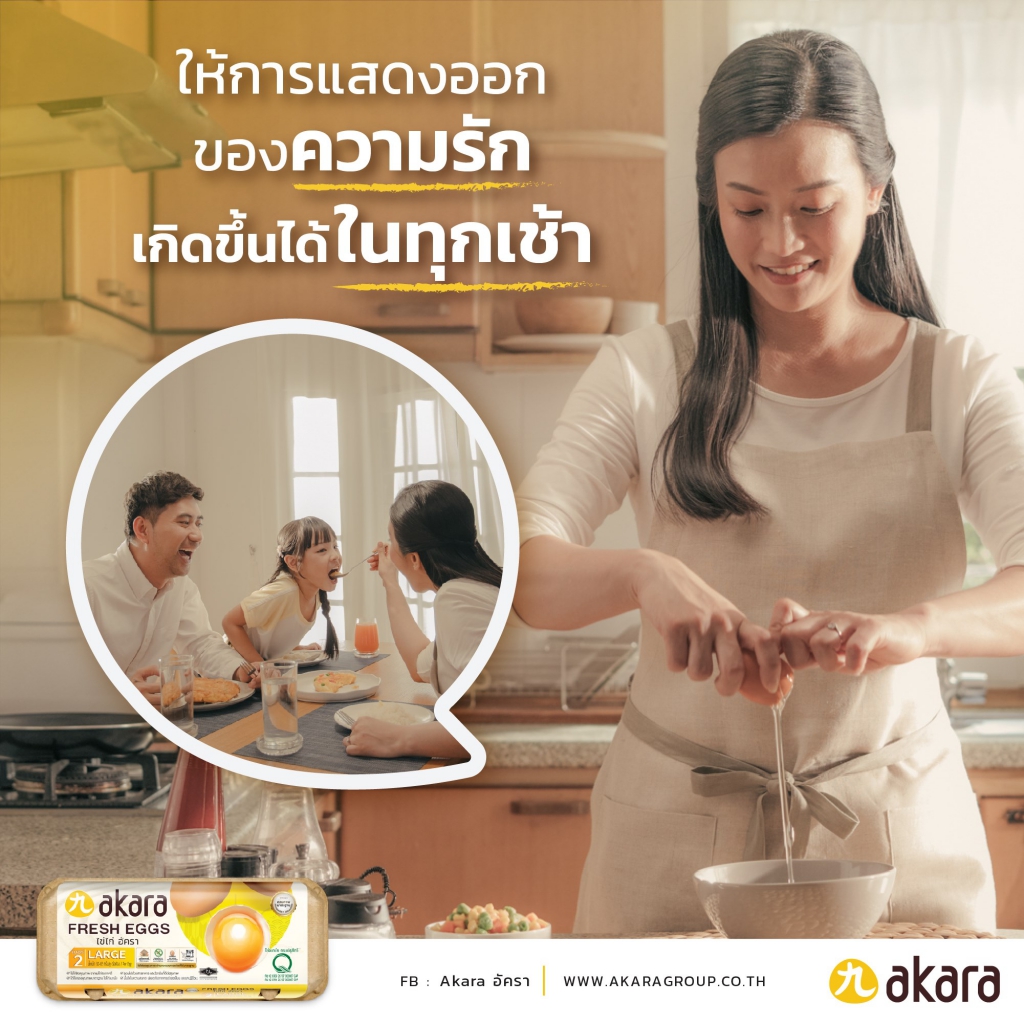 ให้การแสดงออก
ของความรัก
เกิดขึ้นได้ในทุกเช้า
akara
FRESH EGGS
ไข่ไก่ อัครา
2 LARGE
akara FRESH EGGS
FB : Akara อัครา | WWW.AKARAGROUP.CO.TH
akara